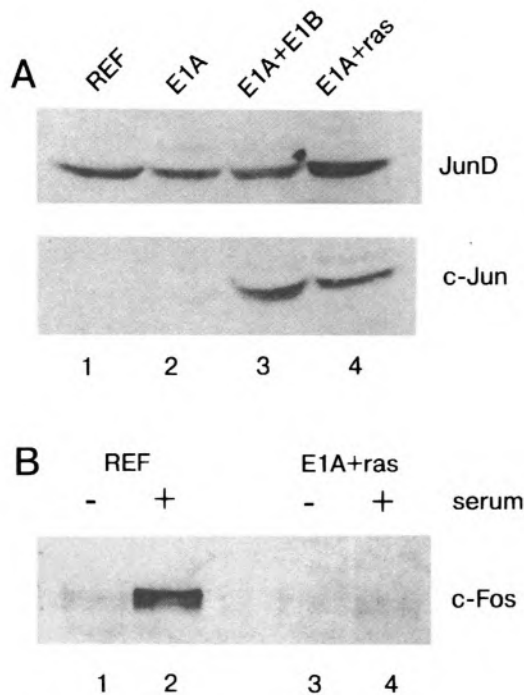 A
REF E1A E1A+E1B E1A+ras
JunD
c-Jun
1 2 3 4
B
REF E1A+ras
- + - + serum
c-Fos
1 2 3 4